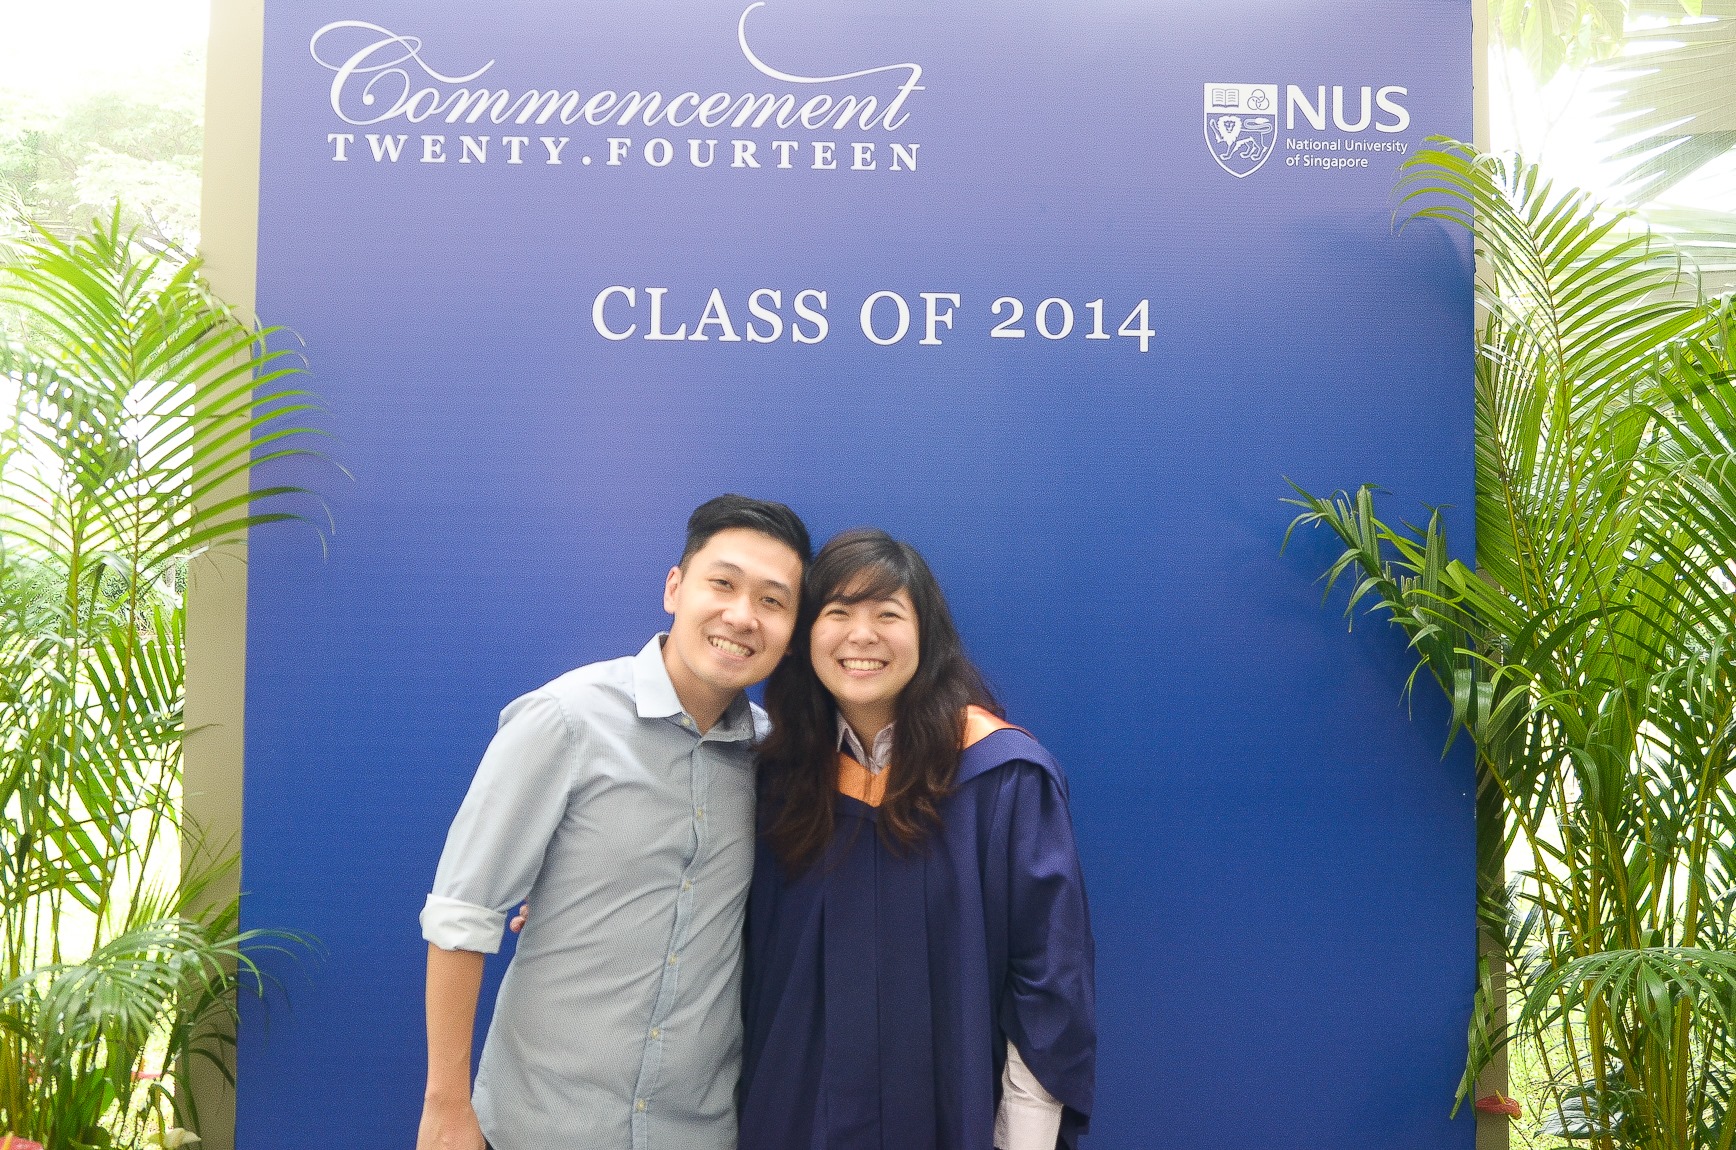 Commencement
TWENTY.FOURTEEN
NUS
National University
of Singapore
CLASS OF 2014